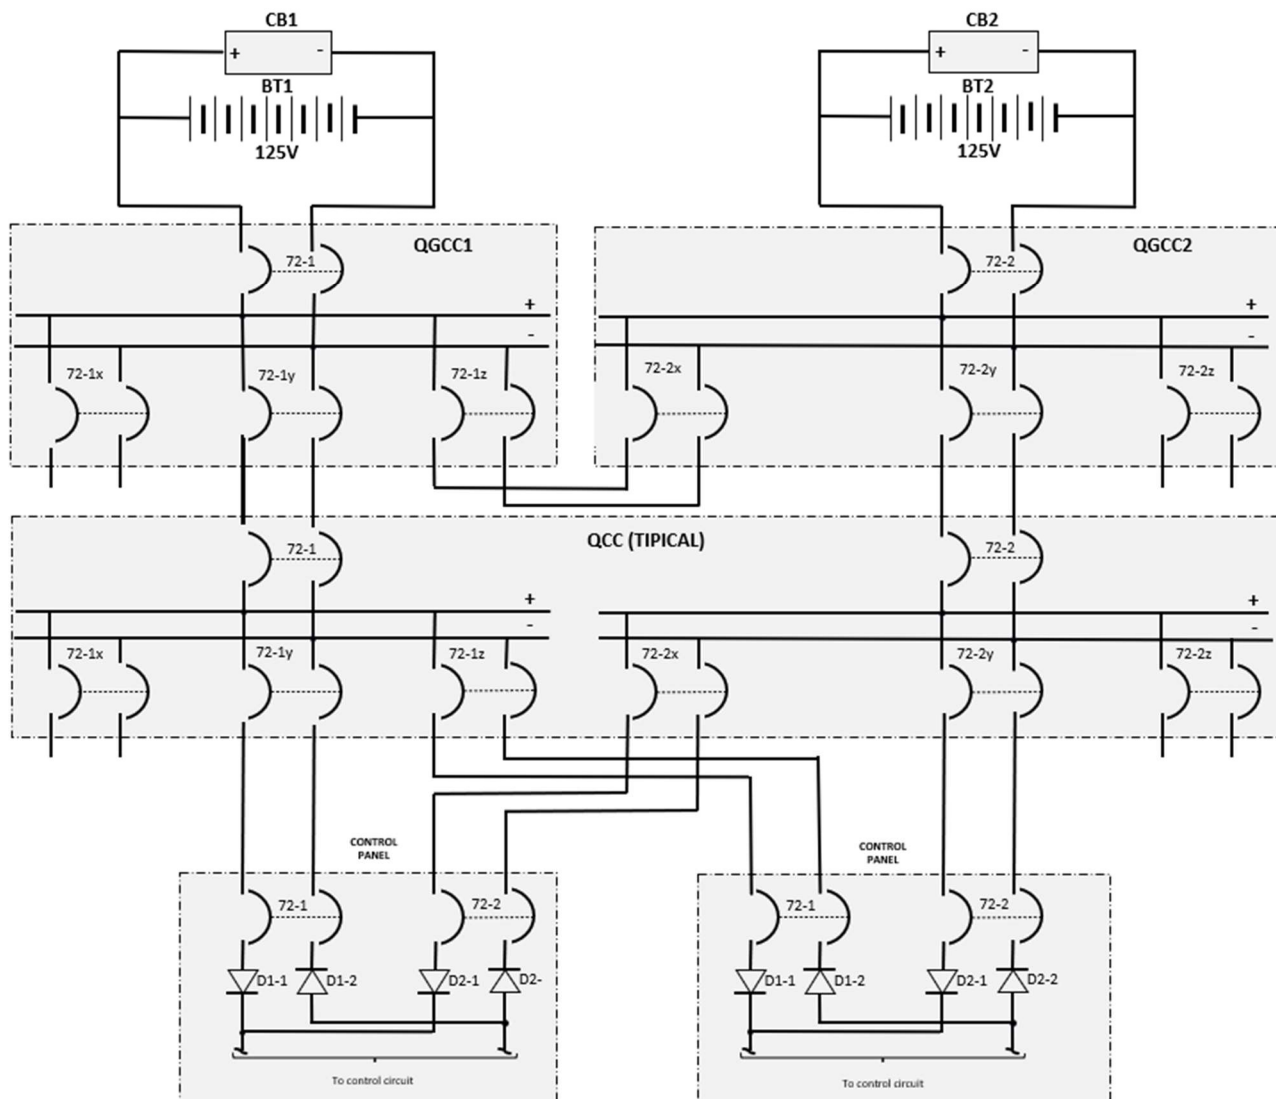 CB1
CB2
+ -
+ -
BT1
BT2
125V
125V
QGCC1
QGCC2
72-1
72-2
+
+
-
-
72-1x
72-1y
72-1z
72-2x
72-2y
72-2z
QCC (TIPICAL)
72-1
72-2
+
+
-
-
72-1x
72-1y
72-1z
72-2x
72-2y
72-2z
CONTROL
PANEL
CONTROL
PANEL
72-1
72-2
72-1
72-2
D1-1
D1-2
D2-1
D2-
D1-1
D1-2
D2-1
D2-2
To control circuit
To control circuit